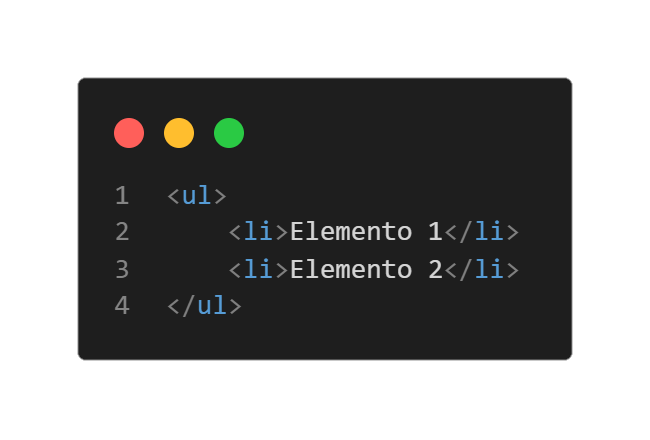 1 <ul>
2     <li>Elemento 1</li>
3     <li>Elemento 2</li>
4 </ul>